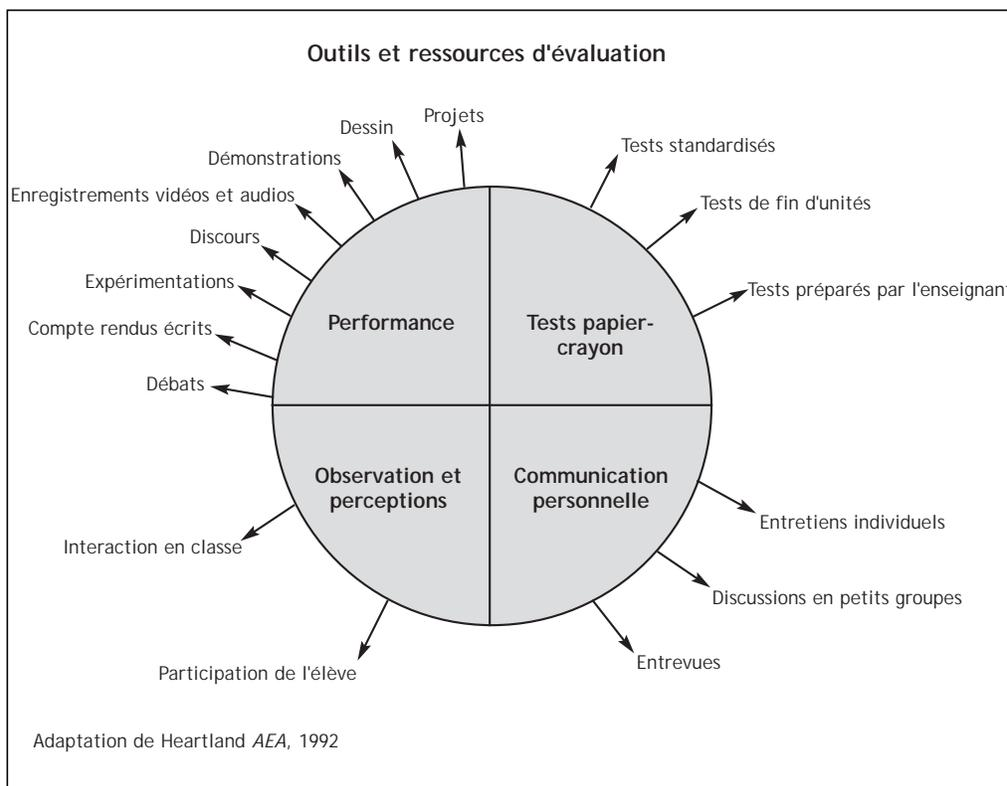 Outils et ressources d'évaluation
Projets
Dessin
Démonstrations
Enregistrements vidéos et audios
Discours
Expérimentations
Compte rendus écrits
Débats
Tests standardisés
Tests de fin d'unités
Tests préparés par l'enseignant
Performance
Tests papier-
crayon
Observation et
perceptions
Communication
personnelle
Interaction en classe
Participation de l'élève
Entretiens individuels
Discussions en petits groupes
Entrevues
Adaptation de Heartland AEA, 1992